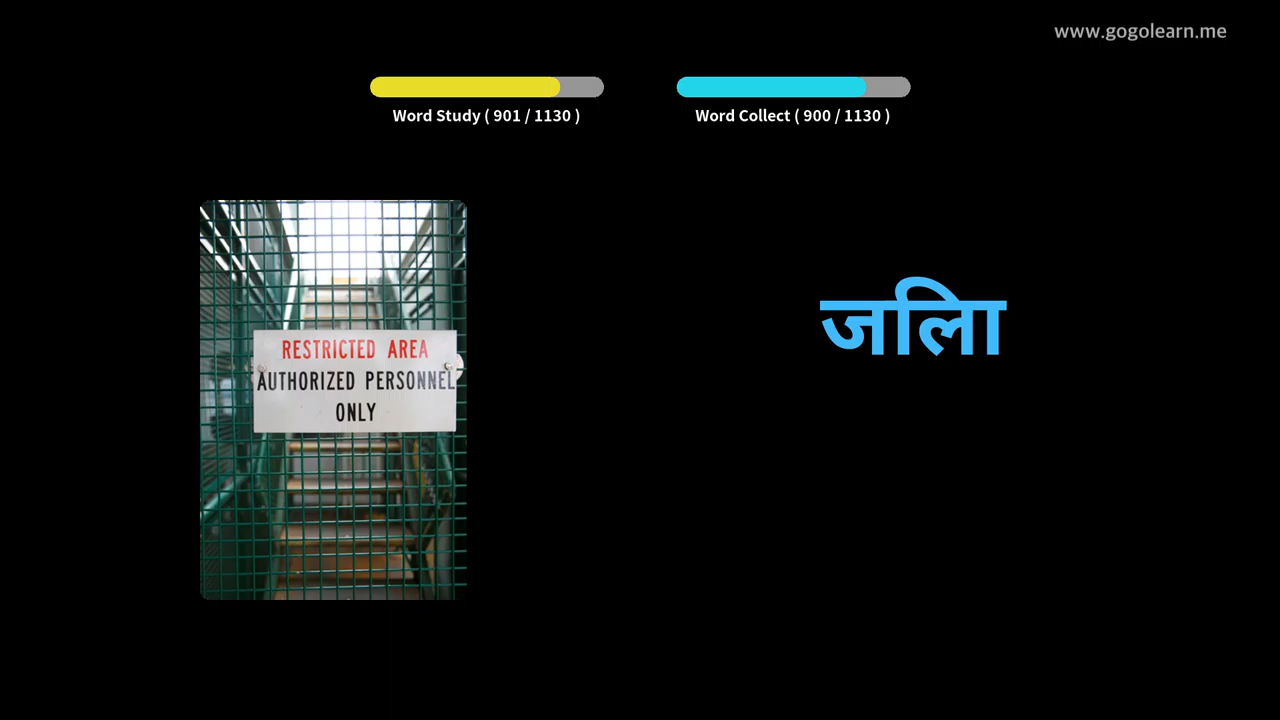 www.gogolearn.me
Word Study ( 901 / 1130 )
Word Collect ( 900 / 1130 )
RESTRICTED AREA
AUTHORIZED PERSONNEL
ONLY
जलिा